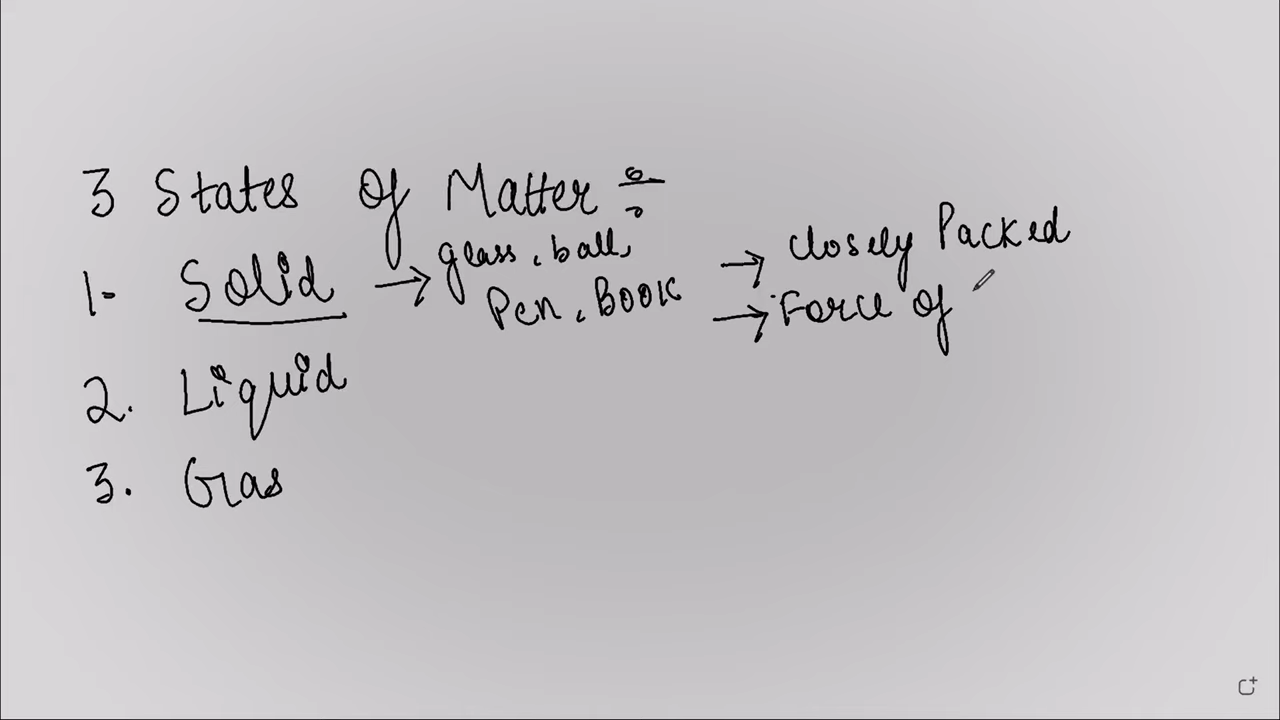 3 States Of Matter ÷
1- Solid → glass, ball, → Closely Packed
Pen, BOOK → Force of
2. Liquid
3. Gas